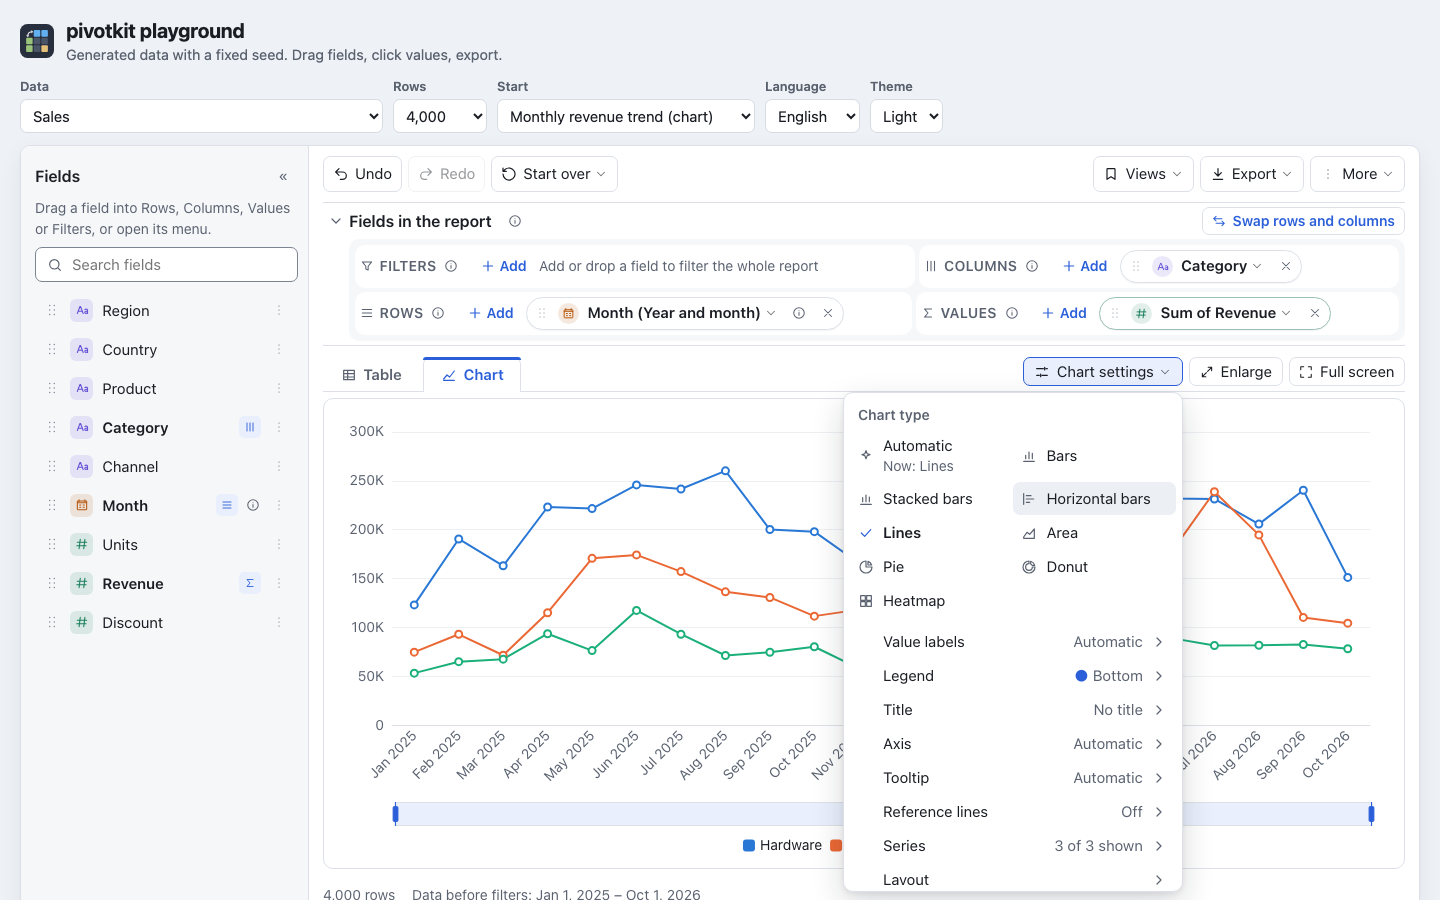 pivotkit playground
Generated data with a fixed seed. Drag fields, click values, export.
Data
Rows
Start
Language
Theme
Sales
4,000
Monthly revenue trend (chart)
English
Light
Fields
«
Drag a field into Rows, Columns, Values
or Filters, or open its menu.
Search fields
Aa Region
Aa Country
Aa Product
Aa Category
Aa Channel
Month
# Units
# Revenue Σ
# Discount
Undo
Redo
Start over
Views
Export
More
Fields in the report
Swap rows and columns
FILTERS
+ Add
Add or drop a field to filter the whole report
COLUMNS
+ Add
Aa Category
ROWS
+ Add
Month (Year and month)
Σ VALUES
+ Add
# Sum of Revenue
Table
Chart
Chart settings
Enlarge
Full screen
300K
250K
200K
150K
100K
50K
0
Jan 2025
Feb 2025
Mar 2025
Apr 2025
May 2025
Jun 2025
Jul 2025
Aug 2025
Sep 2025
Oct 2025
Nov
2026
Aug 2026
Sep 2026
Oct 2026
Hardware
Chart type
Automatic
Now: Lines
Bars
Stacked bars
Horizontal bars
Lines
Area
Pie
Donut
Heatmap
Value labels Automatic
Legend Bottom
Title No title
Axis Automatic
Tooltip Automatic
Reference lines Off
Series 3 of 3 shown
Layout
4,000 rows
Data before filters: Jan 1, 2025 – Oct 1, 2026